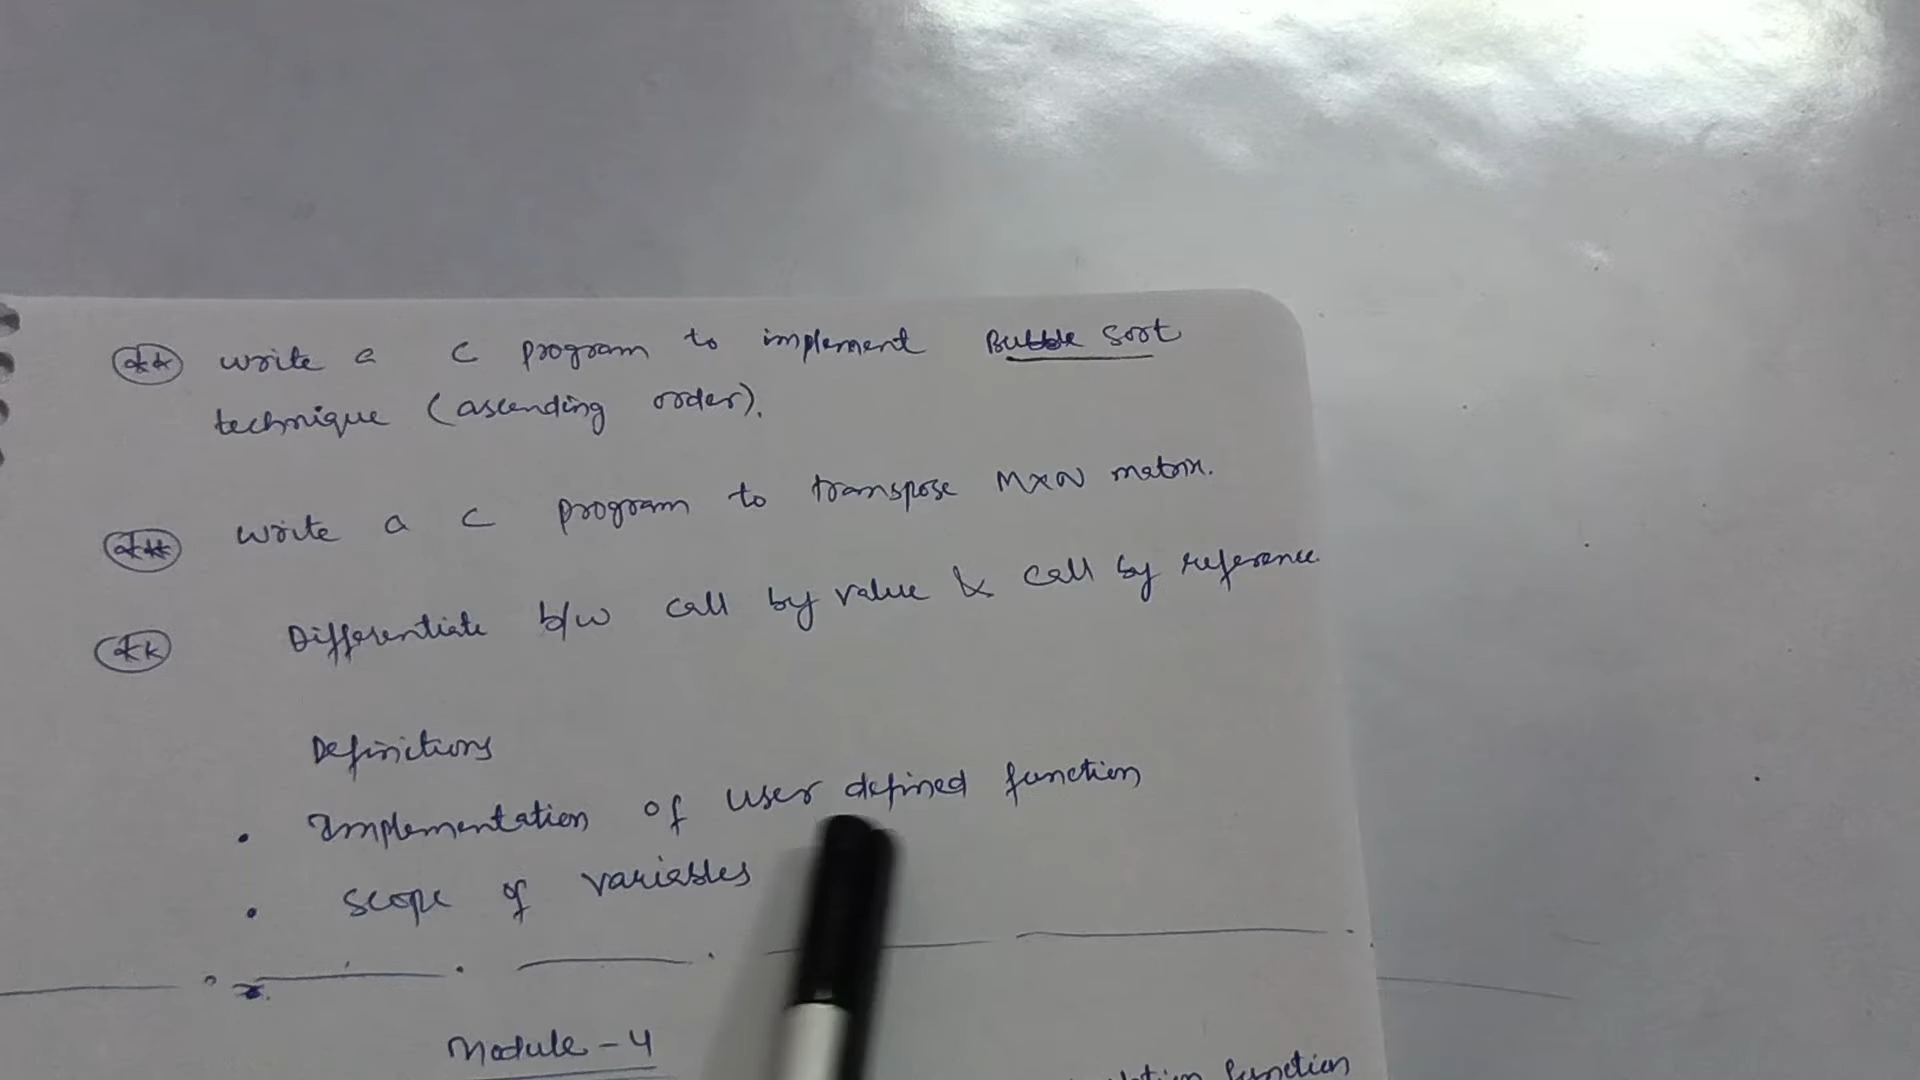 ** write a C program to implement Bubble sort
technique (ascending order).
** write a C program to transpose MXN matrix.
** Differentiate b/w call by value & call by reference
Definitions
• Implementation of user defined function
• scope of variables
Module - 4
function